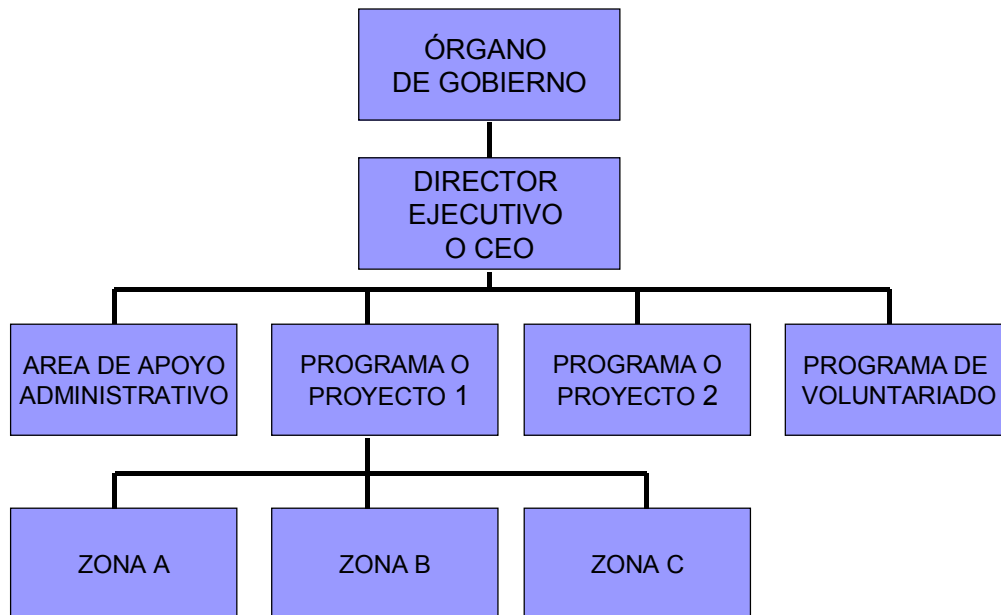 ÓRGANO
DE GOBIERNO
DIRECTOR
EJECUTIVO
O CEO
AREA DE APOYO
ADMINISTRATIVO
PROGRAMA O
PROYECTO 1
PROGRAMA O
PROYECTO 2
PROGRAMA DE
VOLUNTARIADO
ZONA A
ZONA B
ZONA C